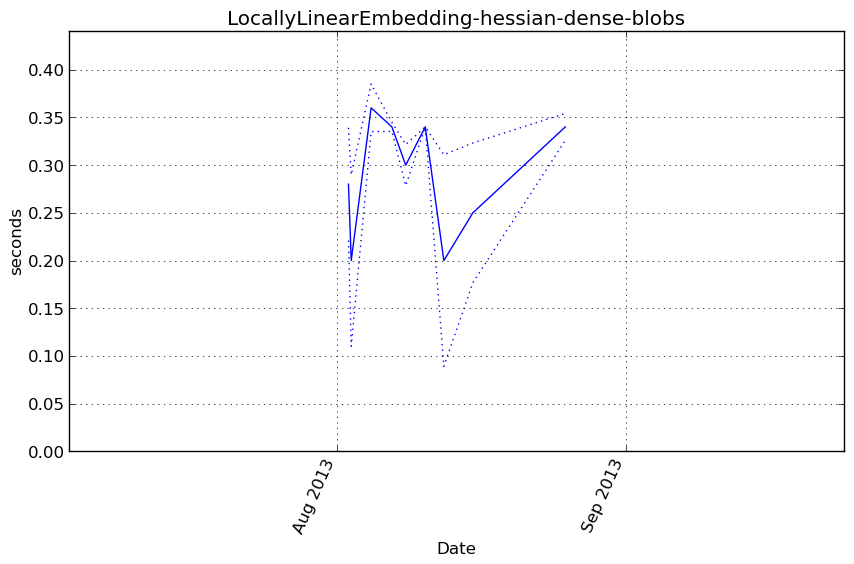 LocallyLinearEmbedding-hessian-dense-blobs
0.40
0.35
0.30
0.25
0.20
0.15
0.10
0.05
0.00
seconds
Aug 2013
Sep 2013
Date